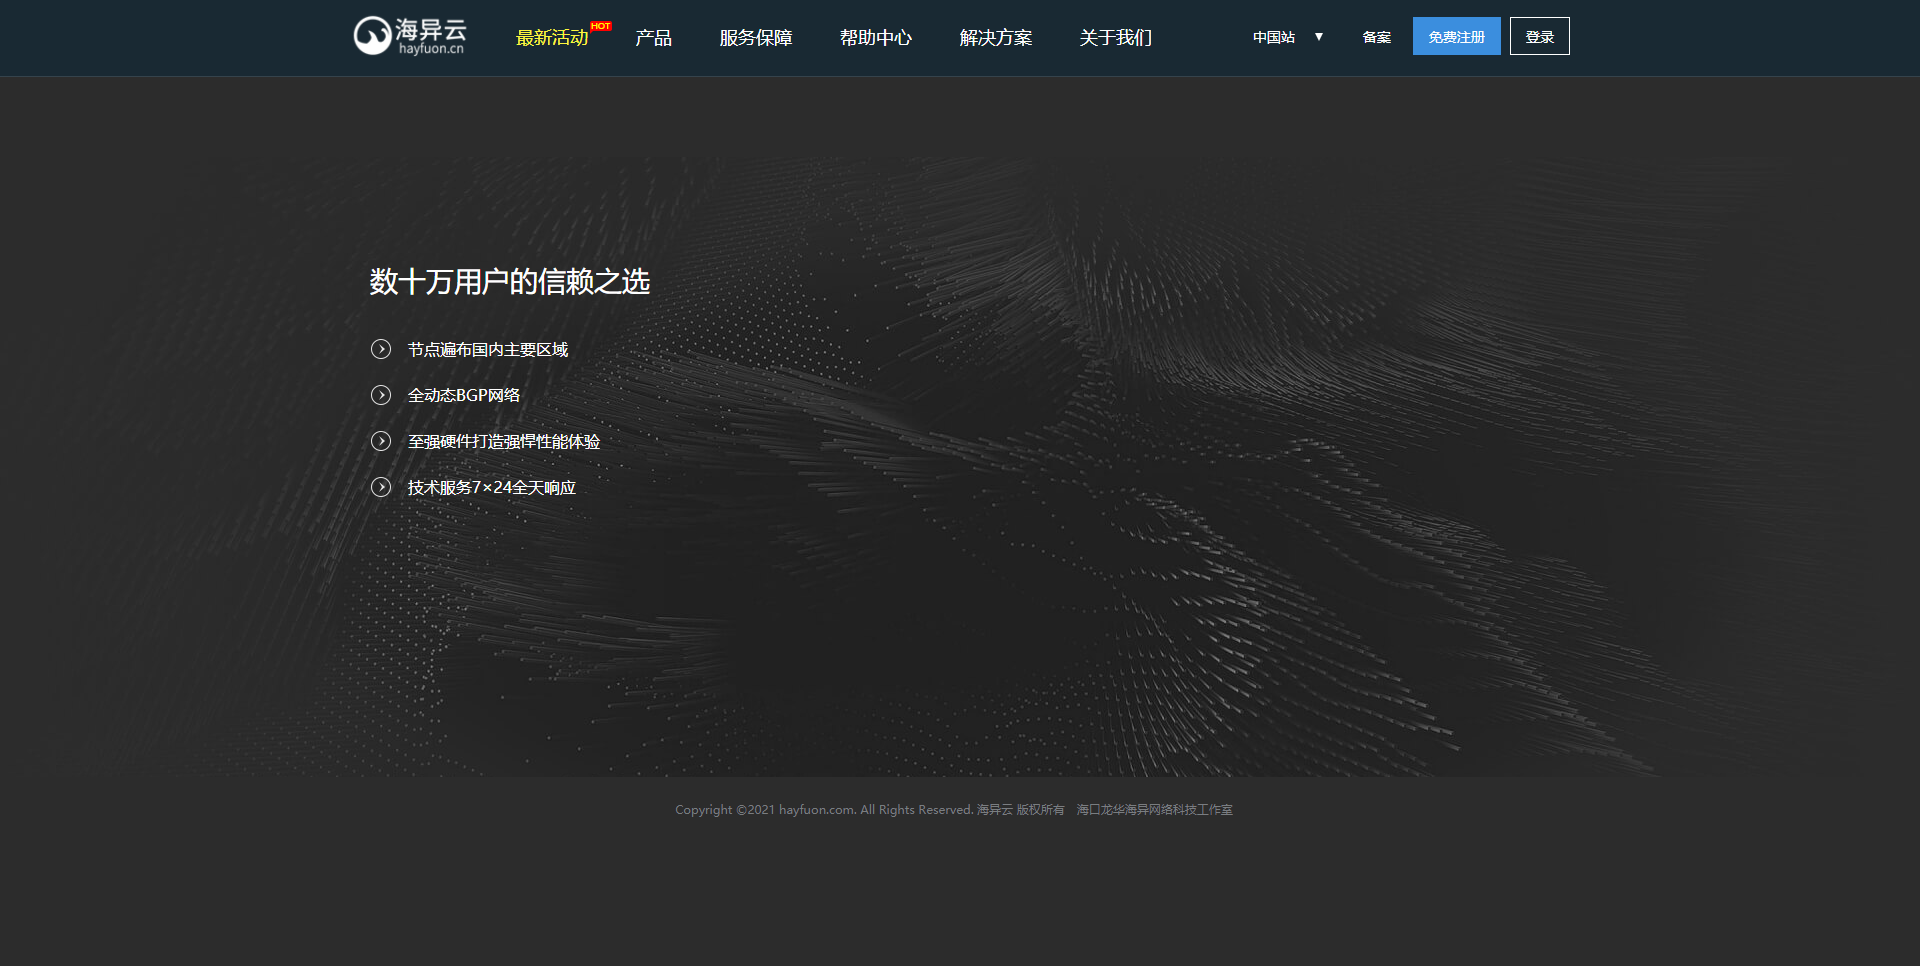 海异云
hayfuon.cn
最新活动 HOT 产品 服务保障 帮助中心 解决方案 关于我们 中国站 ▼ 备案 免费注册 登录
数十万用户的信赖之选
节点遍布国内主要区域
全动态BGP网络
至强硬件打造强悍性能体验
技术服务7×24全天响应
Copyright ©2021 hayfuon.com. All Rights Reserved. 海异云 版权所有 海口龙华海异网络科技工作室